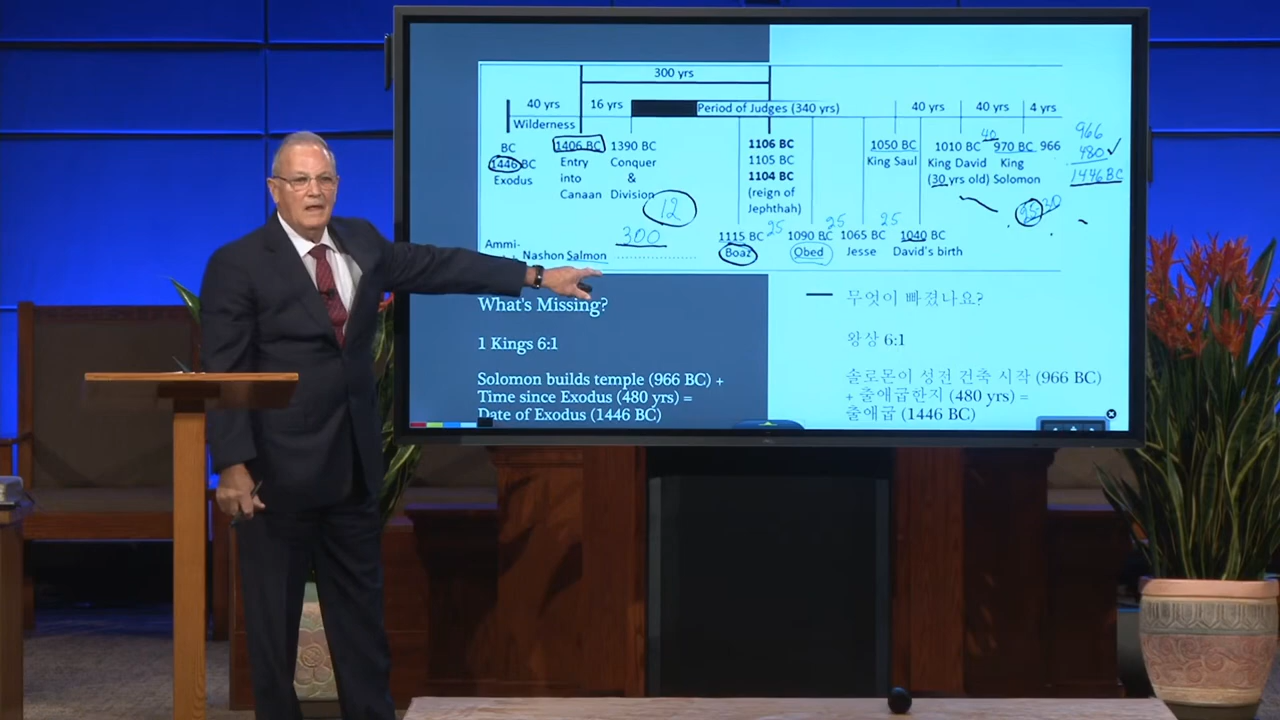 300 yrs
40 yrs 16 yrs Period of Judges (340 yrs) 40 yrs 40 yrs 4 yrs
Wilderness
BC 1406 BC 1390 BC 1106 BC 1050 BC 1010 BC 40 970 BC 966
1446 BC Entry Conquer 1105 BC King Saul King David King
Exodus into & 1104 BC (30 yrs old) Solomon
Canaan Division (reign of
Jephthah)
966
480 ✓
1446 BC
12
300
25 25 25
1115 BC 1090 BC 1065 BC 1040 BC
Ammi-
Nashon Salmon .................... Boaz Obed Jesse David's birth
What's Missing?
1 Kings 6:1
Solomon builds temple (966 BC) +
Time since Exodus (480 yrs) =
Date of Exodus (1446 BC)
무엇이 빠졌나요?
왕상 6:1
솔로몬이 성전 건축 시작 (966 BC)
+ 출애굽한지 (480 yrs) =
출애굽 (1446 BC)